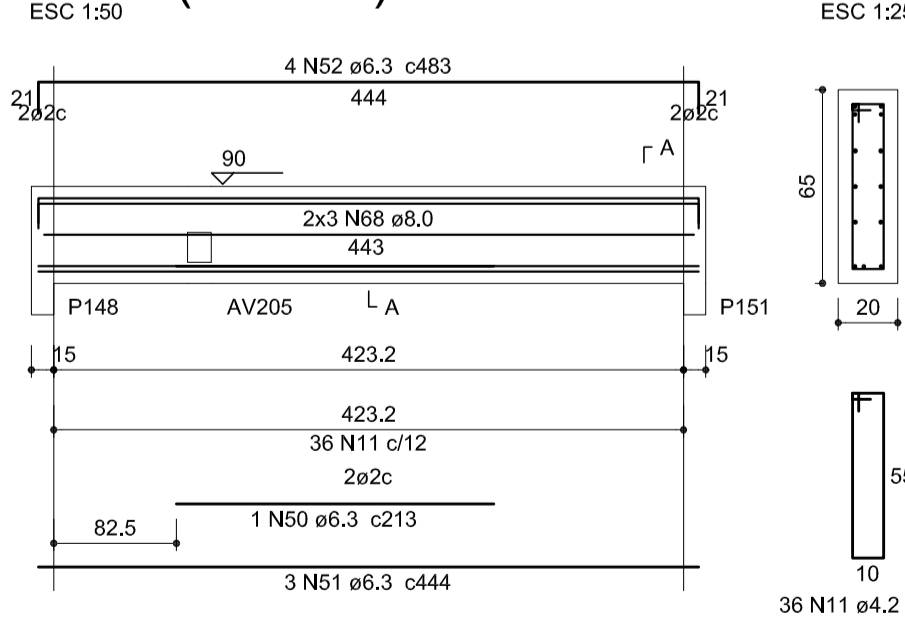 ESC 1:50
ESC 1:25
4 N52 ø6.3 c483
21
444
21
2ø2c
2ø2c
A
90
65
2x3 N68 ø8.0
443
P148
AV205
A
P151
20
15
423.2
15
423.2
36 N11 c/12
2ø2c
55
1 N50 ø6.3 c213
82.5
10
3 N51 ø6.3 c444
36 N11 ø4.2